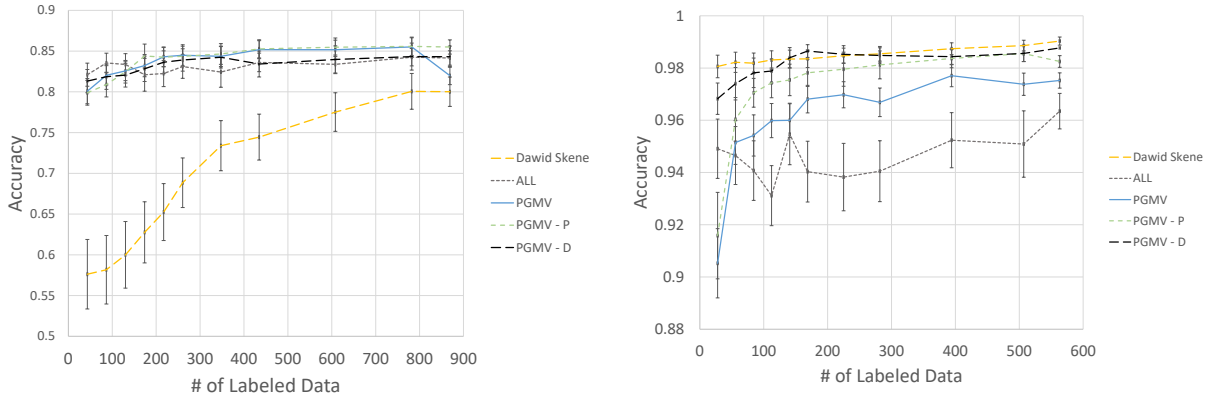 0.9
0.85
0.8
0.75
0.7
0.65
0.6
0.55
0.5
Accuracy
0 100 200 300 400 500 600 700 800 900
# of Labeled Data
Dawid Skene
ALL
PGMV
PGMV - P
PGMV - D
1
0.98
0.96
0.94
0.92
0.9
0.88
Accuracy
0 100 200 300 400 500 600
# of Labeled Data
Dawid Skene
ALL
PGMV
PGMV - P
PGMV - D